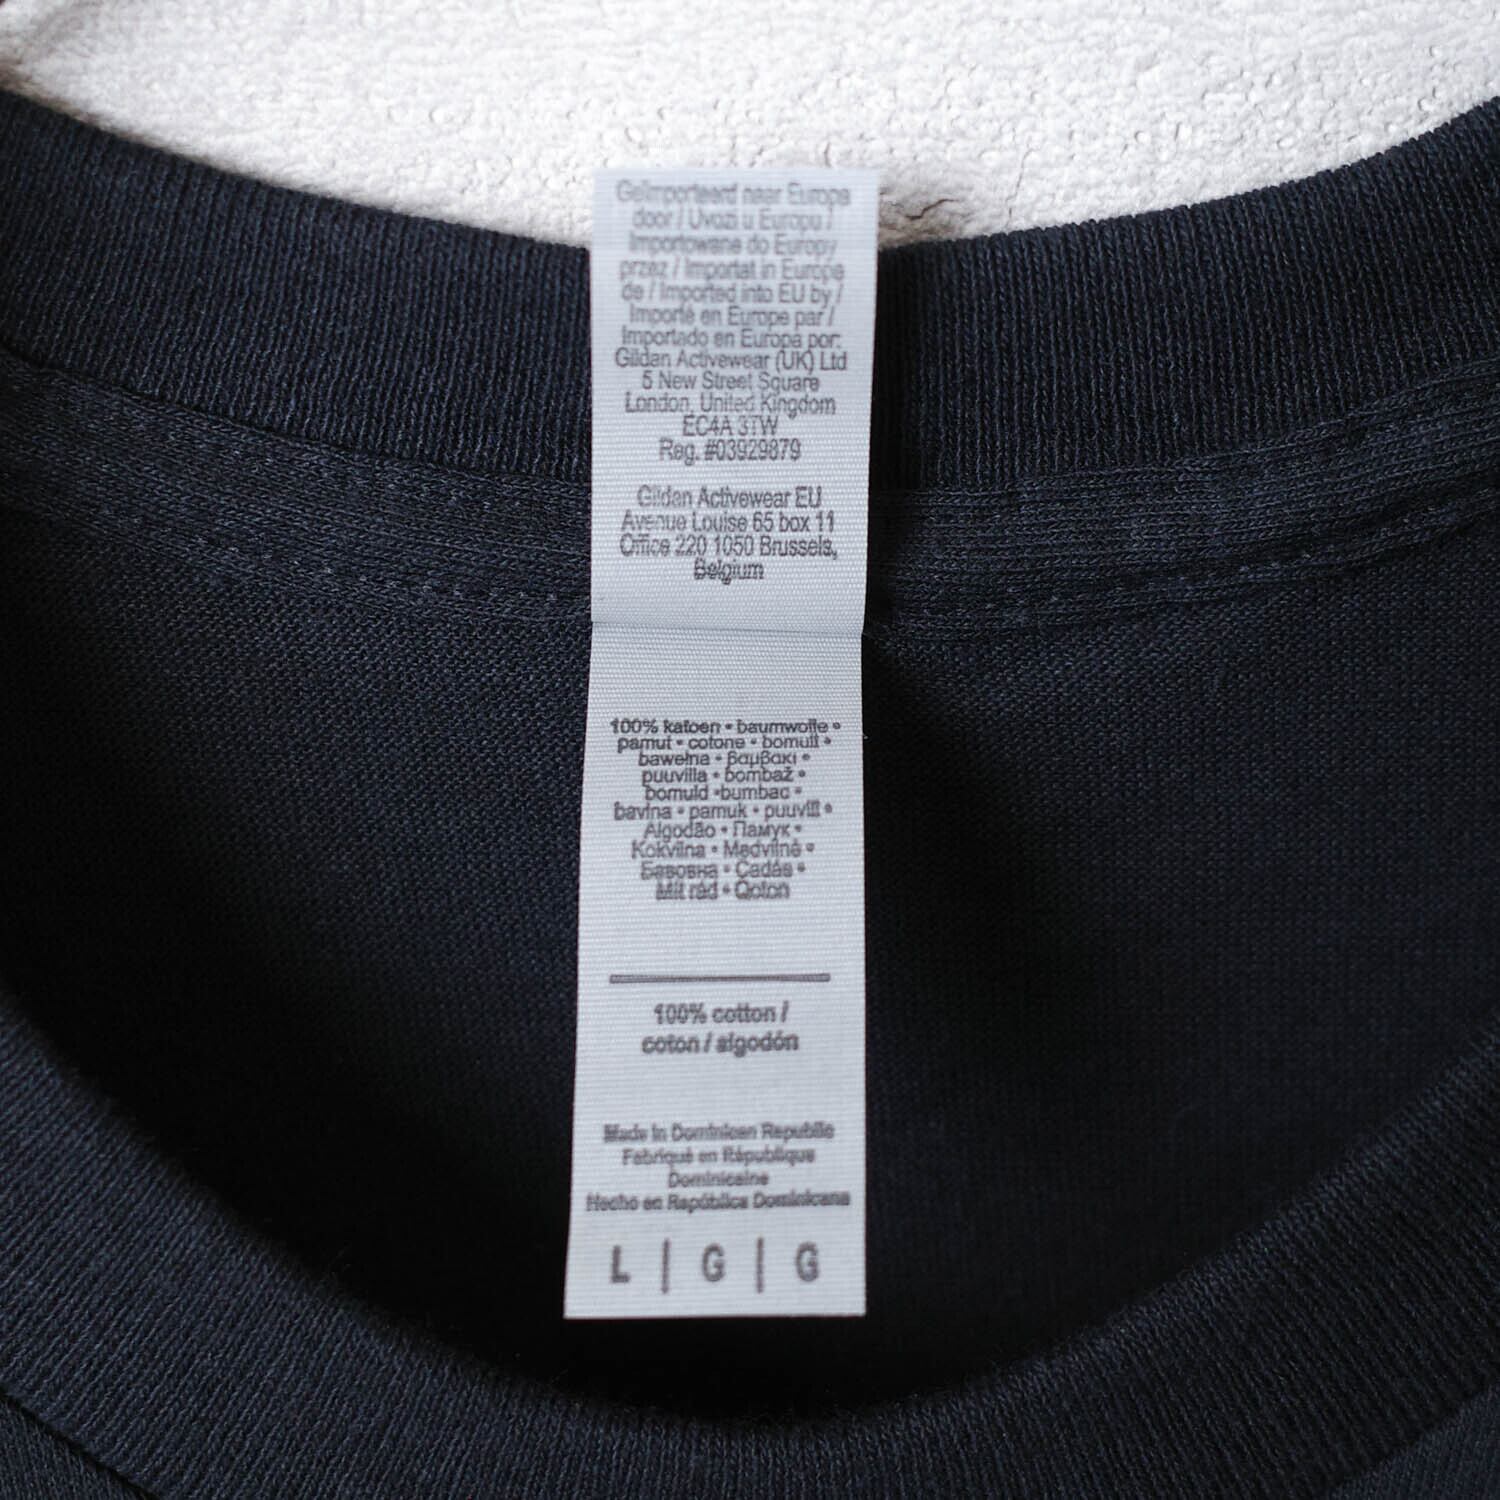 Geïmporteerd naar Europa
door / Uvozi u Europu /
Importowane do Europy
przez / Importat in Europa
de / Imported into EU by /
Importé en Europe par /
Importado en Europa por:
Gildan Activewear (UK) Ltd
5 New Street Square
London, United Kingdom
EC4A 3TW
Reg. #03929879
Gildan Activewear EU
Avenue Louise 65 box 11
Office 220 1050 Brussels,
Belgium
100% katoen • baumwolle •
pamut • cotone • bomull •
bawełna • βαμβακι •
puuvilla • bombaž •
bomuld •bumbac •
bavlna • pamuk • puuvill •
Algodão • Памук •
Kokvilna • Medvilnė •
Бавовна • Cadás •
Mit rád • Qoton
100% cotton /
coton / algodón
Made in Dominican Republic
Fabriqué en République
Dominicaine
Hecho en República Dominicana
L | G | G